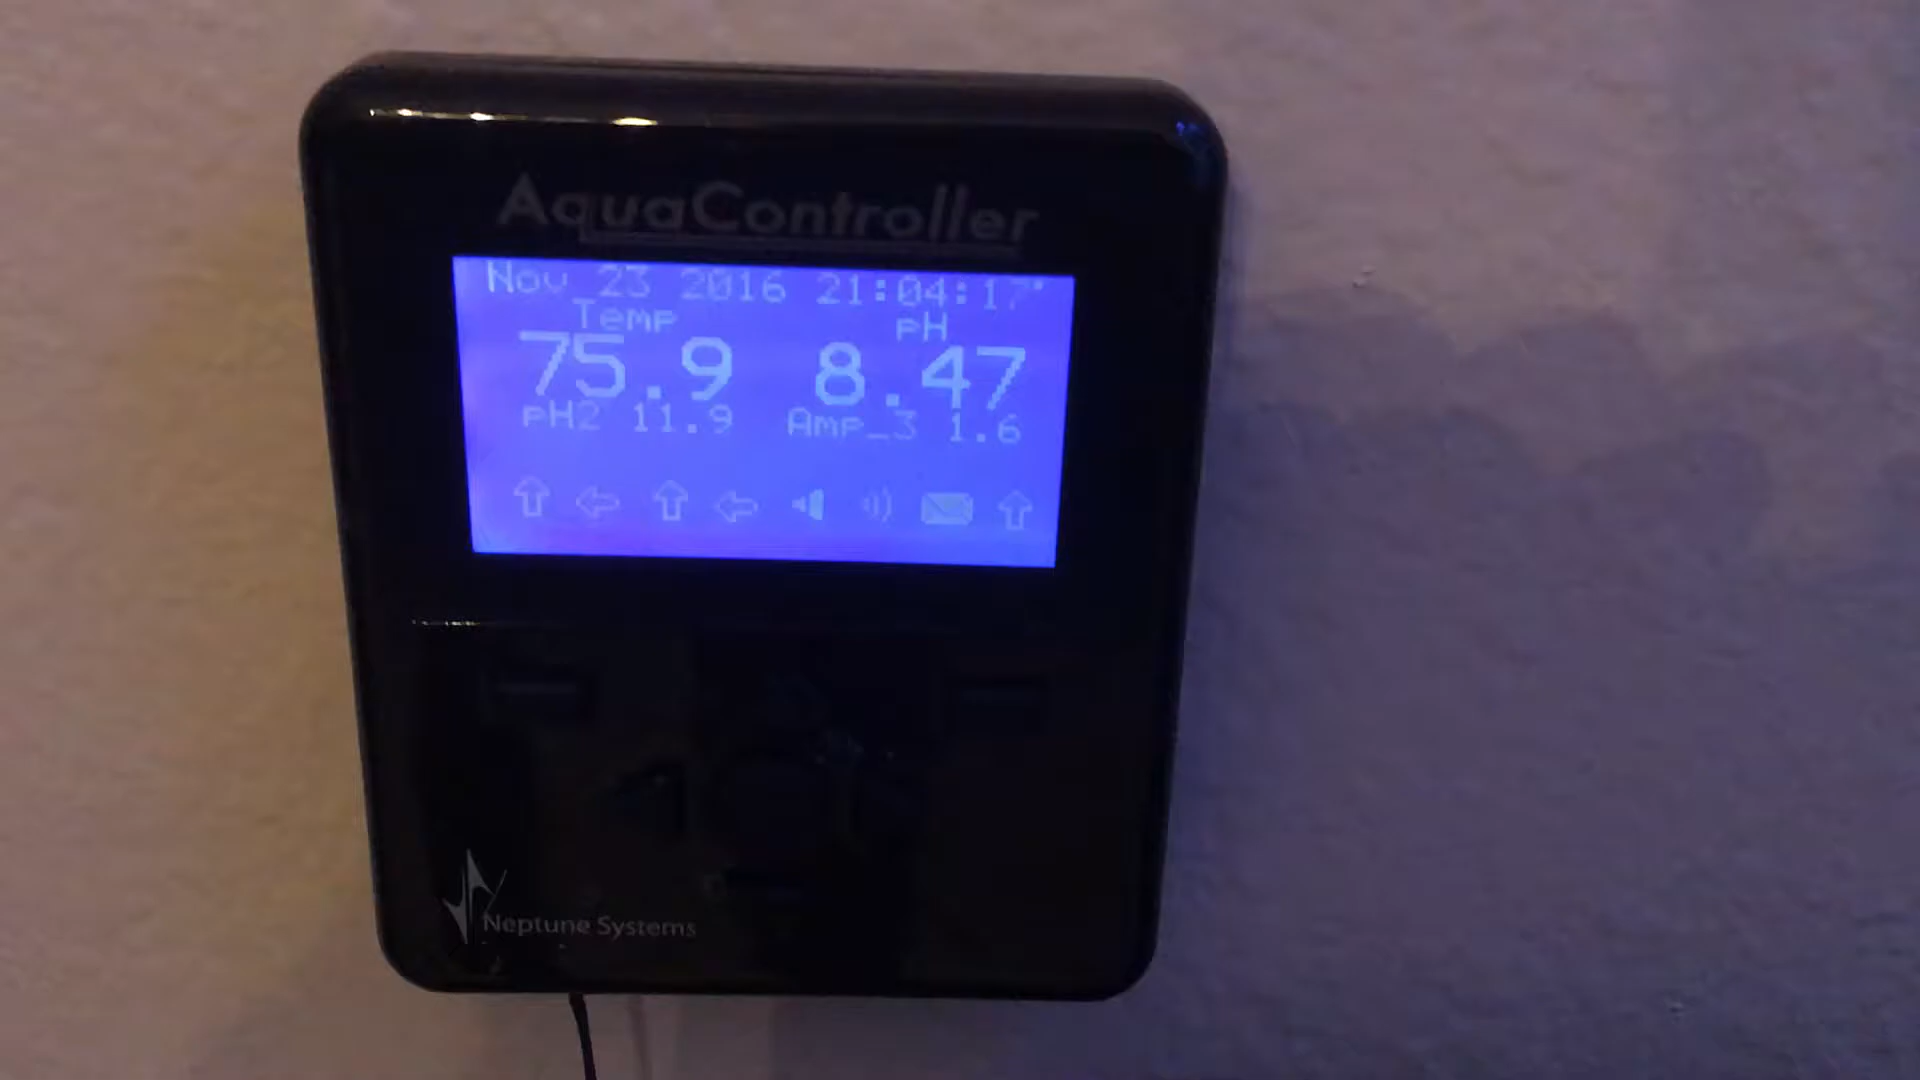 AquaController
Nov 23 2016 21:04:17
Temp pH
75.9 8.47
pH2 11.9 Amp_3 1.6
Neptune Systems